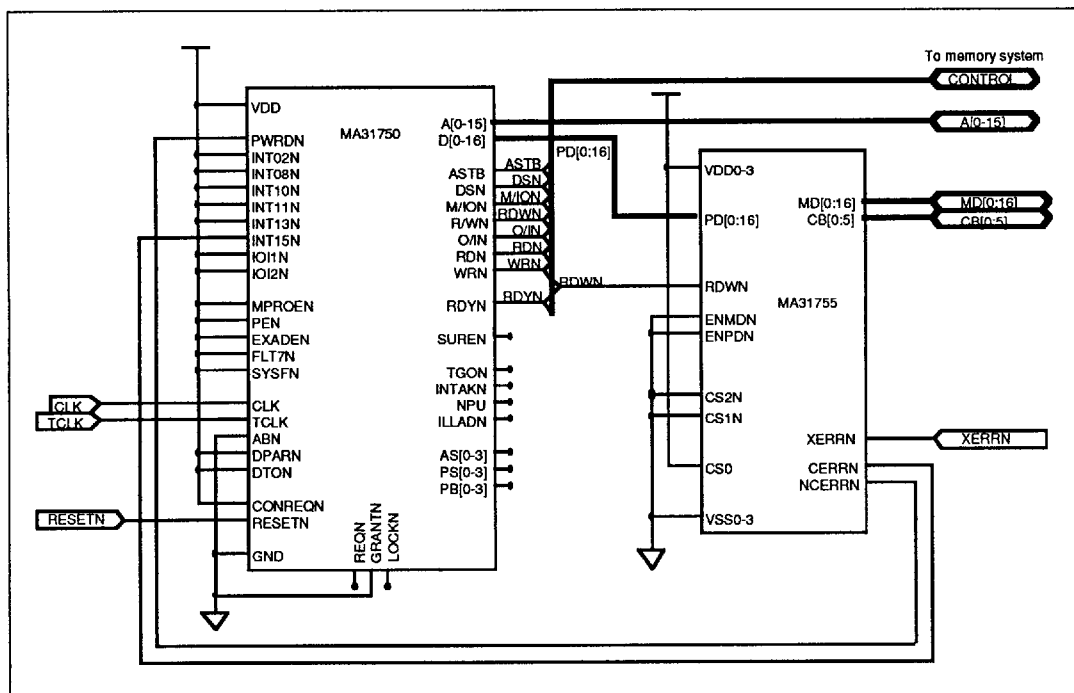 To memory system
CONTROL
A[0-15]
VDD
MA31750
A[0-15]
D[0-16]
PD[0:16]
PWRDN
INT02N
INT08N
INT10N
INT11N
INT13N
INT15N
IOI1N
IOI2N
MPROEN
PEN
EXADEN
FLT7N
SYSFN
CLK
TCLK
ABN
DPARN
DTON
CONREQN
RESETN
GND
CLK
TCLK
RESETN
ASTB
DSN
M/ION
R/WN
O/IN
RDN
WRN
RDYN
SUREN
TGON
INTAKN
NPU
ILLADN
AS[0-3]
PS[0-3]
PB[0-3]
REQN
GRANTN
LOCKN
ASTB
DSN
M/ION
RDWN
O/IN
RDN
WRN
RDYN
RDWN
VDD0-3
PD[0:16]
RDWN
MA31755
ENMDN
ENPDN
CS2N
CS1N
CS0
VSS0-3
MD[0:16]
CB[0:5]
XERRN
CERRN
NCERRN
MD[0:16]
CB[0:5]
XERRN